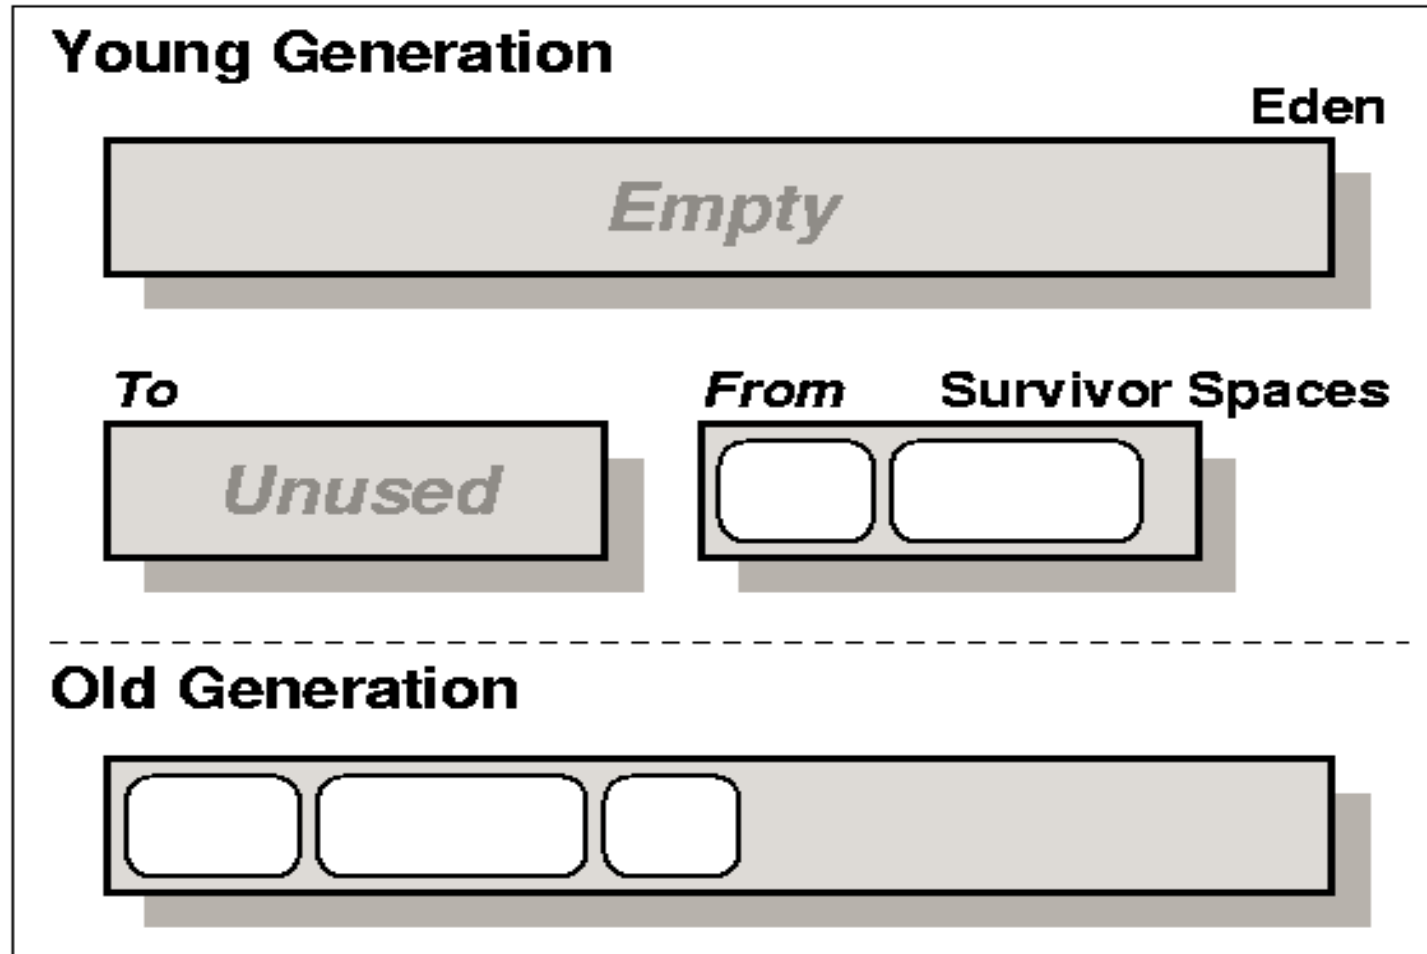 Young Generation
Eden
Empty
To
From
Survivor Spaces
Unused
Old Generation